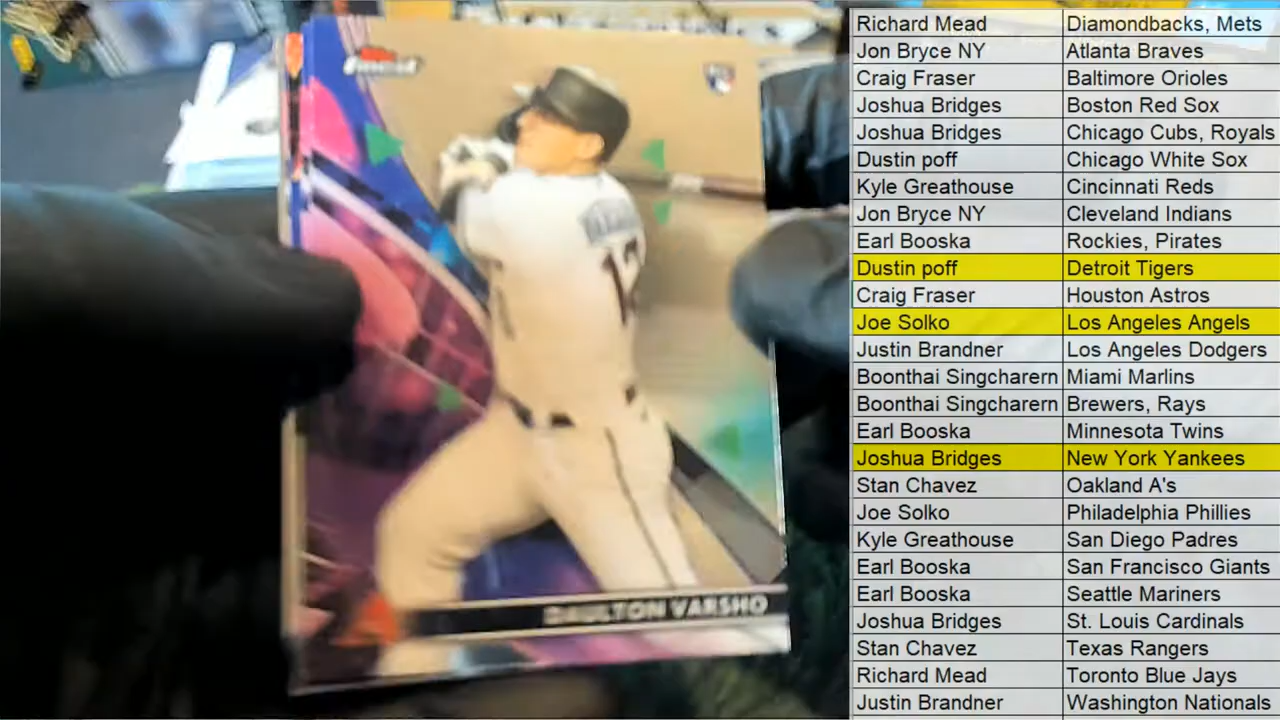 Finest
RC
VARSHO
12
DAULTON VARSHO
Richard Mead Diamondbacks, Mets
Jon Bryce NY Atlanta Braves
Craig Fraser Baltimore Orioles
Joshua Bridges Boston Red Sox
Joshua Bridges Chicago Cubs, Royals
Dustin poff Chicago White Sox
Kyle Greathouse Cincinnati Reds
Jon Bryce NY Cleveland Indians
Earl Booska Rockies, Pirates
Dustin poff Detroit Tigers
Craig Fraser Houston Astros
Joe Solko Los Angeles Angels
Justin Brandner Los Angeles Dodgers
Boonthai Singcharern Miami Marlins
Boonthai Singcharern Brewers, Rays
Earl Booska Minnesota Twins
Joshua Bridges New York Yankees
Stan Chavez Oakland A's
Joe Solko Philadelphia Phillies
Kyle Greathouse San Diego Padres
Earl Booska San Francisco Giants
Earl Booska Seattle Mariners
Joshua Bridges St. Louis Cardinals
Stan Chavez Texas Rangers
Richard Mead Toronto Blue Jays
Justin Brandner Washington Nationals